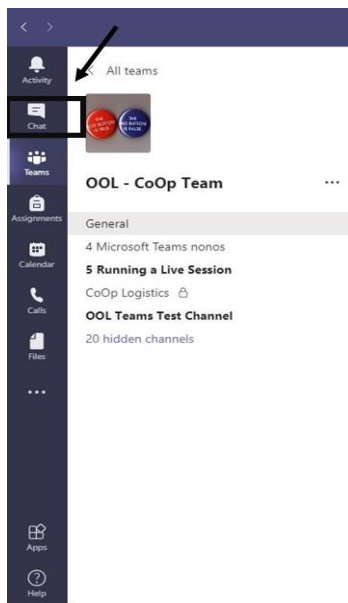 Activity
Chat
Teams
Assignments
Calendar
Calls
Files
...
Apps
Help
All teams
OOL - CoOp Team ...
General
4 Microsoft Teams nonos
5 Running a Live Session
CoOp Logistics
OOL Teams Test Channel
20 hidden channels